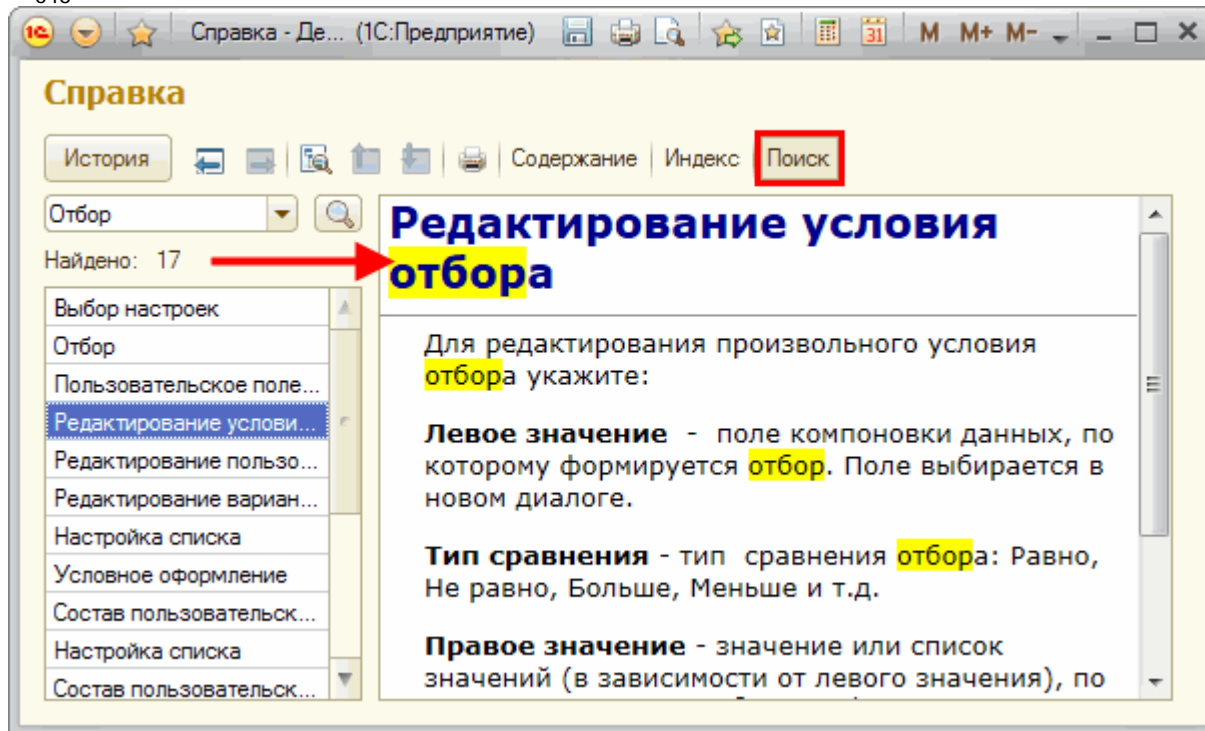 Справка - Де... (1С:Предприятие) M M+ M-
Справка
История Содержание Индекс Поиск
Отбор
Найдено: 17
Выбор настроек
Отбор
Пользовательское поле...
Редактирование услови...
Редактирование пользо...
Редактирование вариан...
Настройка списка
Условное оформление
Состав пользовательск...
Настройка списка
Состав пользовательск...
Редактирование условия
отбора
Для редактирования произвольного условия
отбора укажите:
Левое значение - поле компоновки данных, по
которому формируется отбор. Поле выбирается в
новом диалоге.
Тип сравнения - тип сравнения отбора: Равно,
Не равно, Больше, Меньше и т.д.
Правое значение - значение или список
значений (в зависимости от левого значения), по